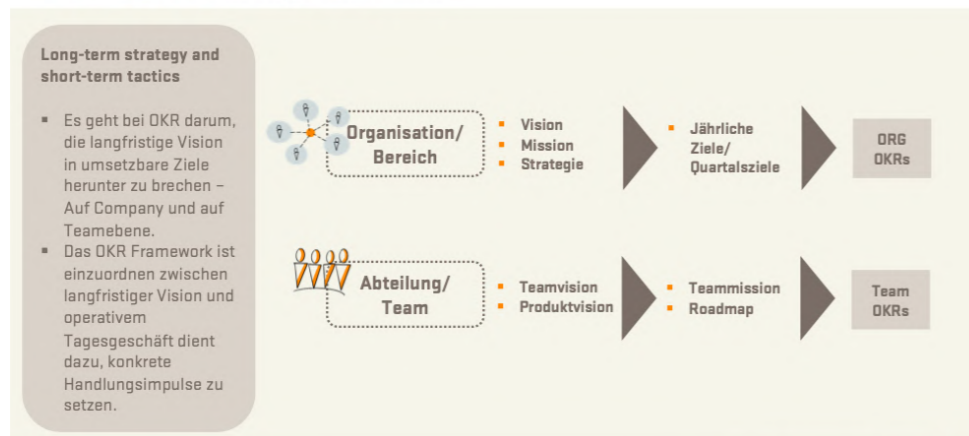 Long-term strategy and
short-term tactics
▪ Es geht bei OKR darum,
die langfristige Vision
in umsetzbare Ziele
herunter zu brechen –
Auf Company und auf
Teamebene.
▪ Das OKR Framework ist
einzuordnen zwischen
langfristiger Vision und
operativem
Tagesgeschäft dient
dazu, konkrete
Handlungsimpulse zu
setzen.
Organisation/
Bereich
▪ Vision
▪ Mission
▪ Strategie
▪ Jährliche
Ziele/
Quartalsziele
ORG
OKRs
Abteilung/
Team
▪ Teamvision
▪ Produktvision
▪ Teammission
▪ Roadmap
Team
OKRs